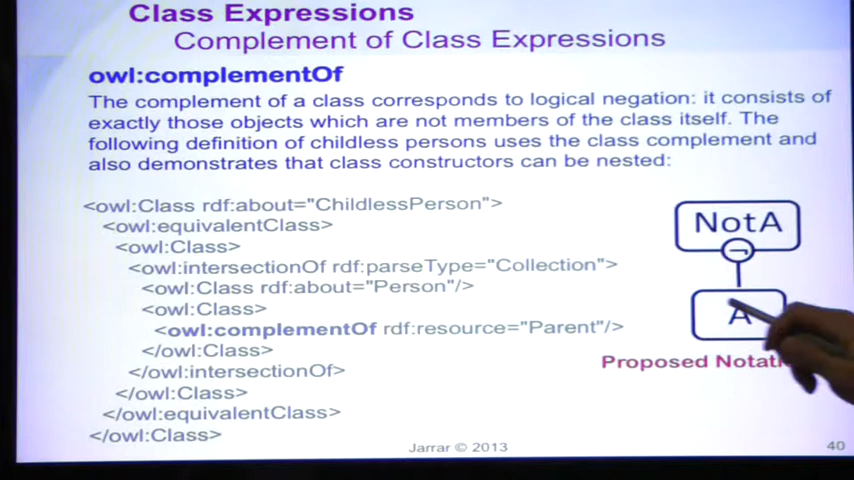 Class Expressions
Complement of Class Expressions
owl:complementOf
The complement of a class corresponds to logical negation: it consists of
exactly those objects which are not members of the class itself. The
following definition of childless persons uses the class complement and
also demonstrates that class constructors can be nested:
<owl:Class rdf:about="ChildlessPerson">
<owl:equivalentClass>
<owl:Class>
<owl:intersectionOf rdf:parseType="Collection">
<owl:Class rdf:about="Person"/>
<owl:Class>
<owl:complementOf rdf:resource="Parent"/>
</owl:Class>
</owl:intersectionOf>
</owl:Class>
</owl:equivalentClass>
</owl:Class>
NotA
¬
A
Proposed
Jarrar © 2013
40